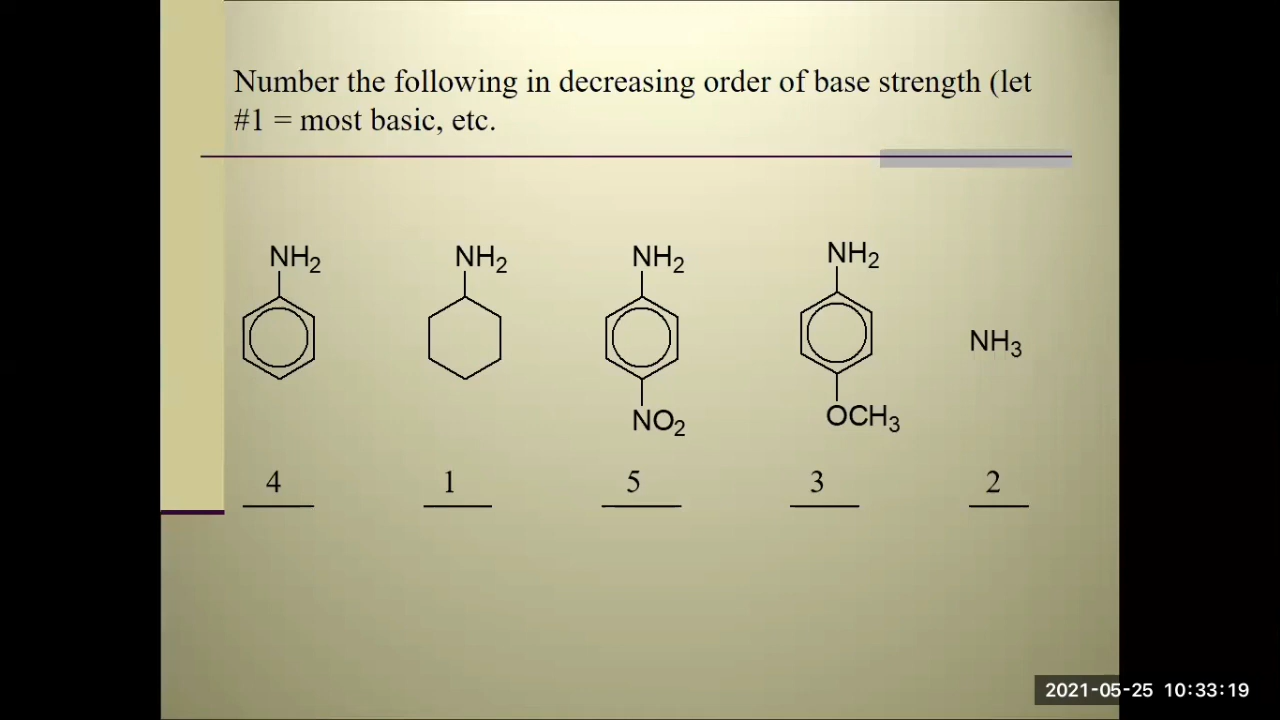 Number the following in decreasing order of base strength (let
#1 = most basic, etc.
NH₂ NH₂ NH₂ NH₂
NH₃
NO₂ OCH₃
4 1 5 3 2
2021-05-25 10:33:19